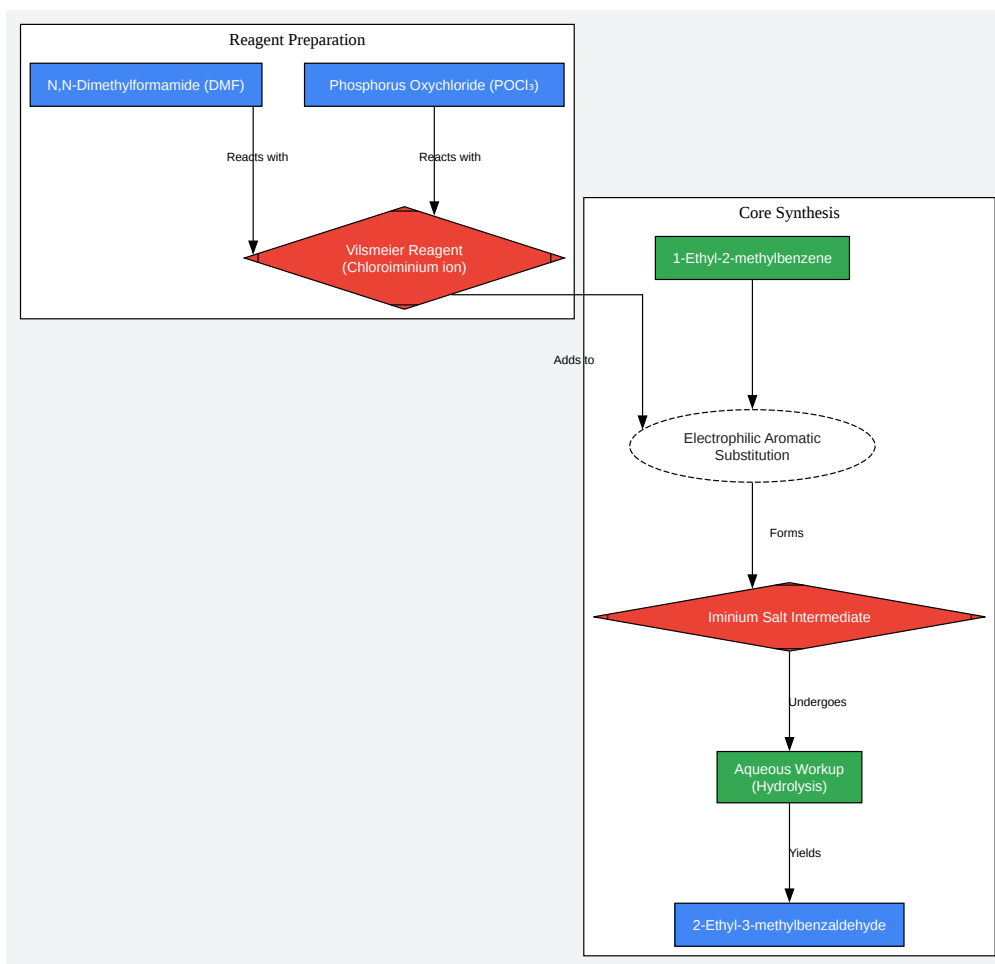 Reagent Preparation
N,N-Dimethylformamide (DMF)
Phosphorus Oxychloride (POCl₃)
Reacts with
Reacts with
Vilsmeier Reagent
(Chloroiminium ion)
Adds to
Core Synthesis
1-Ethyl-2-methylbenzene
Electrophilic Aromatic
Substitution
Forms
Iminium Salt Intermediate
Undergoes
Aqueous Workup
(Hydrolysis)
Yields
2-Ethyl-3-methylbenzaldehyde